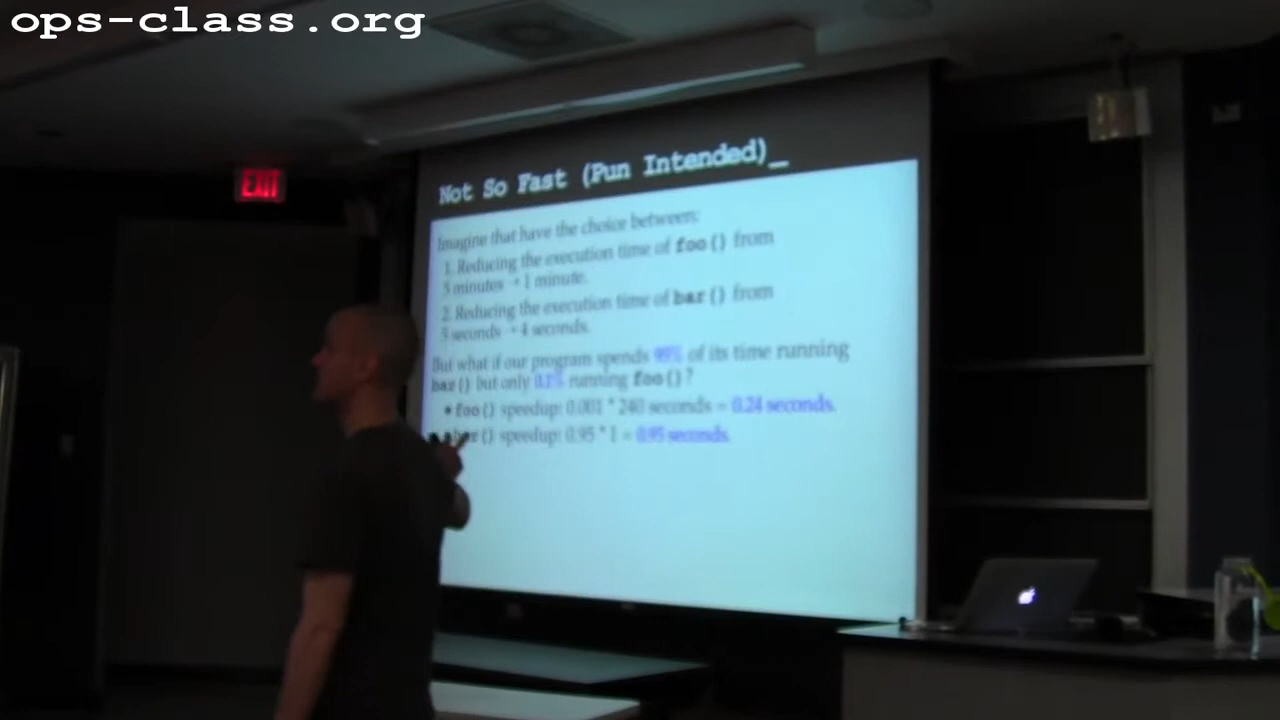 ops-class.org
EXIT
Not So Fast (Pun Intended)_
Imagine that have the choice between:
1. Reducing the execution time of foo() from
5 minutes → 1 minute.
2. Reducing the execution time of bar() from
5 seconds → 4 seconds.
But what if our program spends 95% of its time running
bar() but only 0.1% running foo()?
• foo() speedup: 0.001 * 240 seconds = 0.24 seconds.
bar() speedup: 0.95 * 1 = 0.95 seconds.